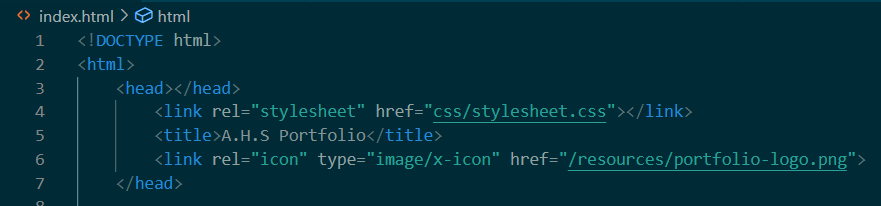 index.html > html
1 <!DOCTYPE html>
2 <html>
3 <head></head>
4 <link rel="stylesheet" href="css/stylesheet.css"></link>
5 <title>A.H.S Portfolio</title>
6 <link rel="icon" type="image/x-icon" href="/resources/portfolio-logo.png">
7 </head>